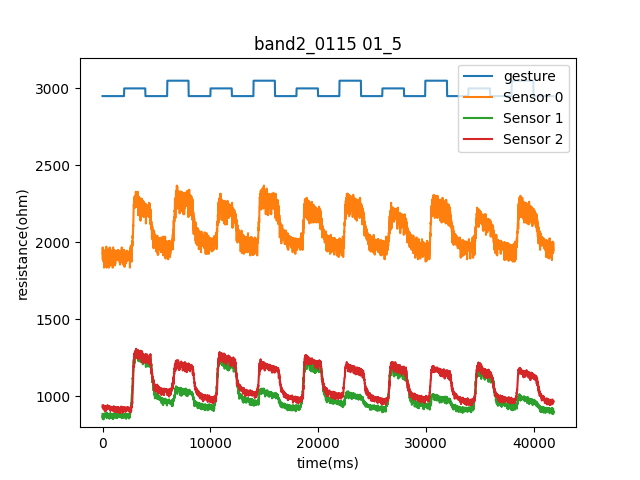 band2_0115 01_5
gesture
Sensor 0
Sensor 1
Sensor 2
3000
2500
2000
1500
1000
resistance(ohm)
0
10000
20000
30000
40000
time(ms)